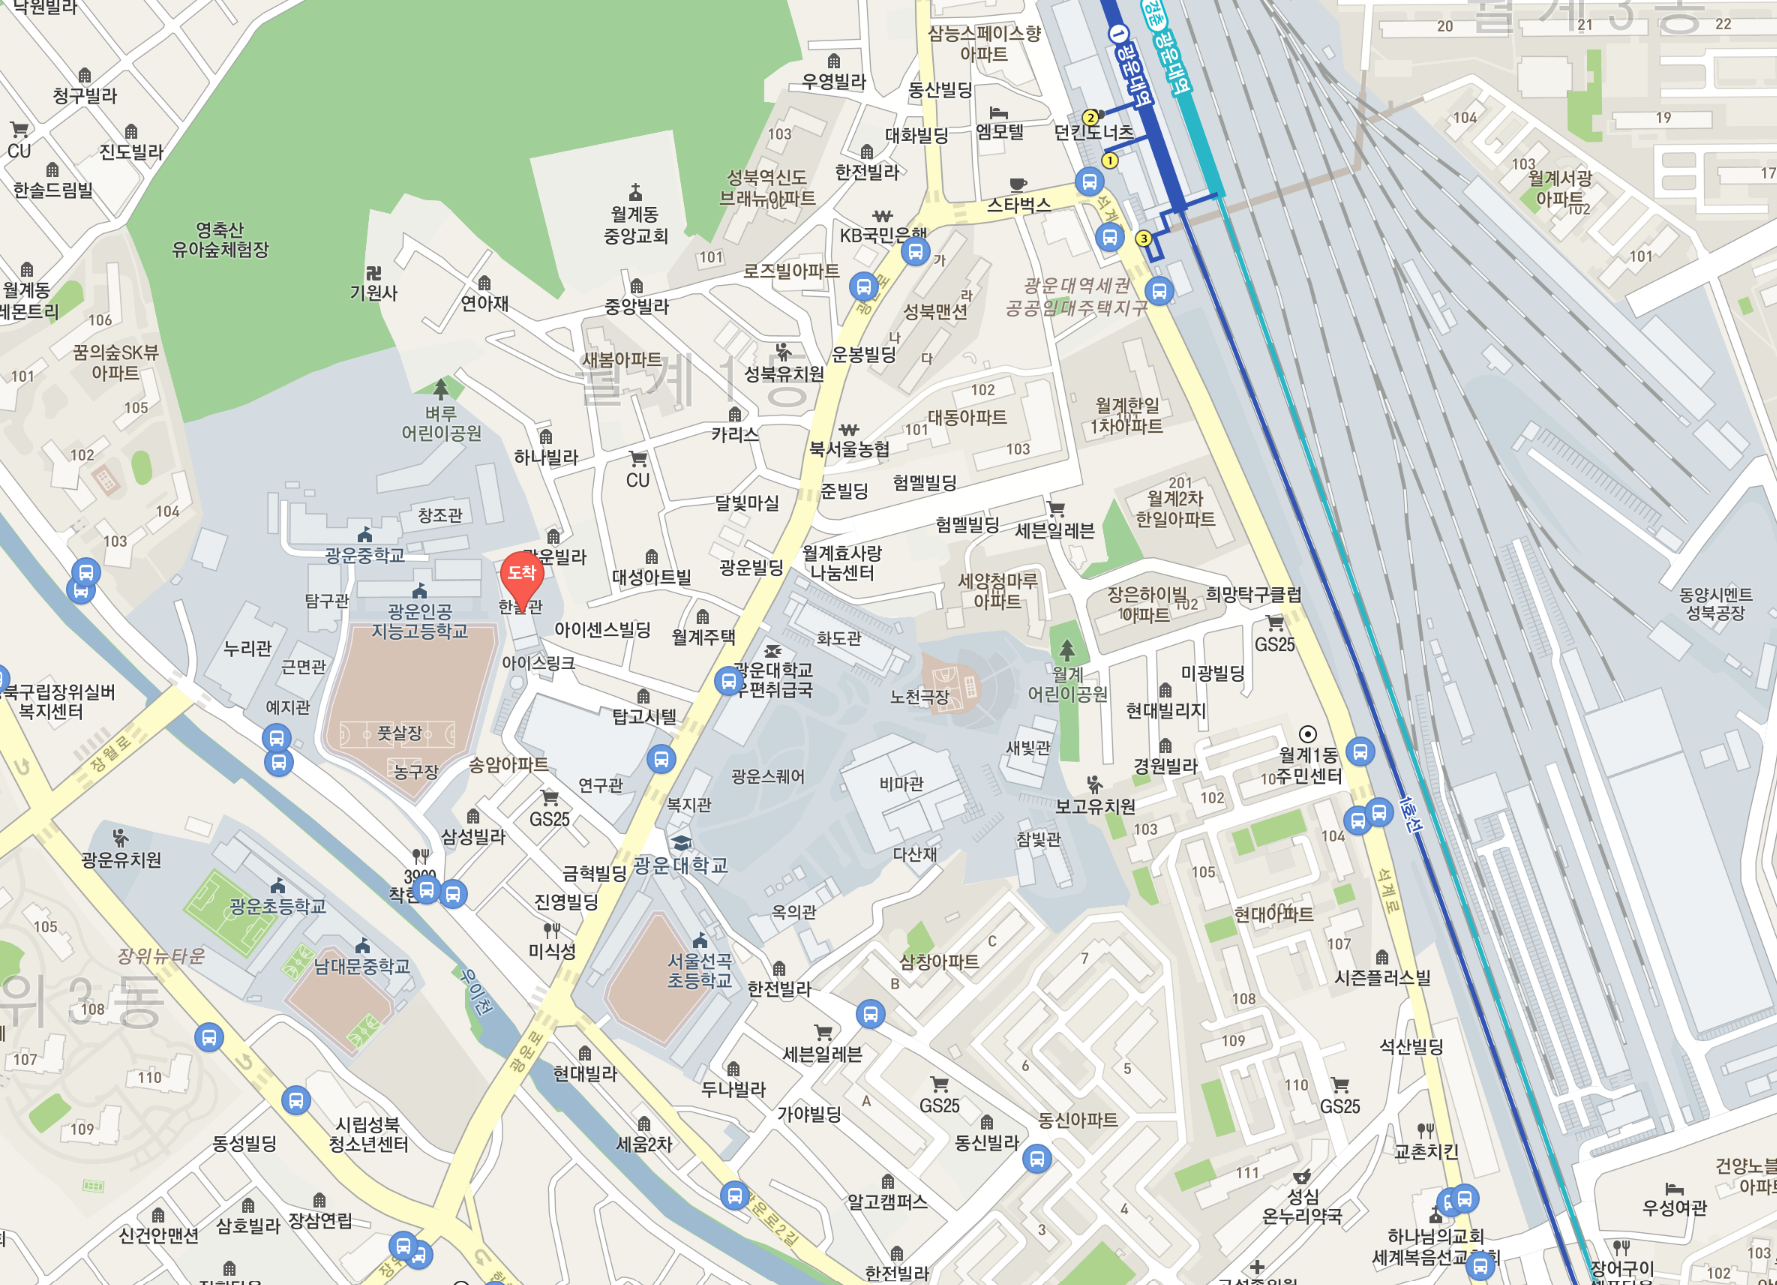 낙원빌라
삼능스페이스향
아파트
월계3동
20
21
22
1 광운대역
경춘 광운대역
청구빌라
우영빌라
동산빌딩
2
던킨도너츠
엠모텔
1
104
19
CU
진도빌라
103
대화빌딩
한솔드림빌
한전빌라
성북역신도
브래뉴아파트
102
103
월계서광
아파트
102
17
월계동
중앙교회
스타벅스
석계
영축산
유아숲체험장
KB국민은행
3
101
가
101
월계동
레몬트리
기원사
연아재
중앙빌라
로즈빌아파트
라
성북맨션
광운대역세권
공공임대주택지구
106
꿈의숲SK뷰
아파트
101
105
새봄아파트
월계1동
성북유치원
나
운봉빌딩
다
벼루
어린이공원
카리스
102
대동아파트
101
103
월계한일
1차아파트
102
하나빌라
CU
북서울농협
104
103
창조관
광운중학교
달빛마실
준빌딩
험멜빌딩
험멜빌딩
201
월계2차
한일아파트
세븐일레븐
도착
광운빌라
대성아트빌
광운빌딩
월계효사랑
나눔센터
탐구관
한울관
광운인공
지능고등학교
아이센스빌딩
월계주택
세양청마루
아파트
장은하이빌
아파트
102
희망탁구클럽
동양시멘트
성북공장
누리관
근면관
아이스링크
화도관
광운대학교
우편취급국
노천극장
월계
어린이공원
GS25
미광빌딩
북구립장위실버
복지센터
예지관
탑고시텔
현대빌리지
장월로
풋살장
농구장
송암아파트
연구관
복지관
광운스퀘어
비마관
새빛관
경원빌라
월계1동
주민센터
GS25
보고유치원
102
103
104
1호선
삼성빌라
광운유치원
금혁빌딩
광운대학교
다산재
참빛관
105
석계로
진영빌딩
옥의관
현대아파트
107
105
광운초등학교
장위뉴타운
남대문중학교
미식성
서울선곡
초등학교
한전빌라
C
삼창아파트
B
7
시즌플러스빌
위3동
108
우이천
108
107
110
광운로
현대빌라
세븐일레븐
109
석산빌딩
두나빌라
6
5
110
109
시립성북
청소년센터
A
GS25
가야빌딩
동신아파트
GS25
동성빌딩
세움2차
동신빌라
교촌치킨
111
건양노블
아파
삼호빌라
장삼연립
신건안맨션
알고캠퍼스
성심
온누리약국
우성여관
3
4
하나님의교회
세계복음선교협회
광운로2길
한전빌라
장어구이
103
102